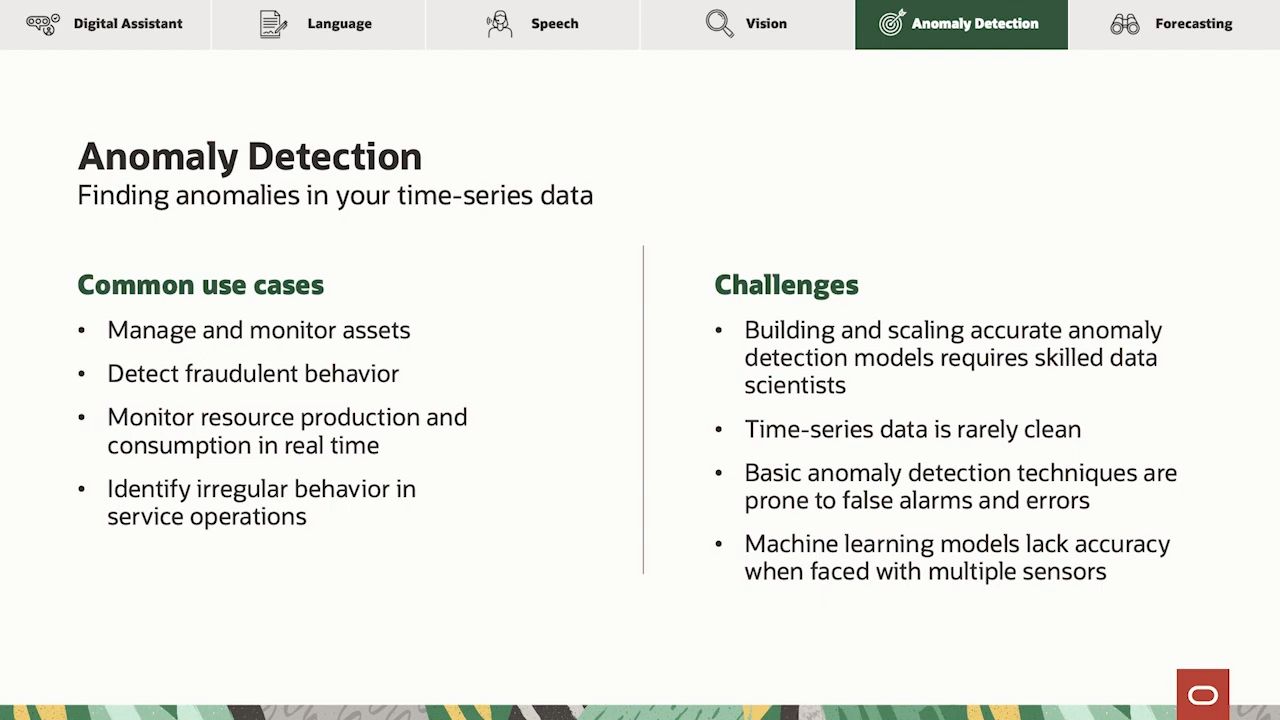 Digital Assistant
Language
Speech
Vision
Anomaly Detection
Forecasting
Anomaly Detection
Finding anomalies in your time-series data
Common use cases
• Manage and monitor assets
• Detect fraudulent behavior
• Monitor resource production and
consumption in real time
• Identify irregular behavior in
service operations
Challenges
• Building and scaling accurate anomaly
detection models requires skilled data
scientists
• Time-series data is rarely clean
• Basic anomaly detection techniques are
prone to false alarms and errors
• Machine learning models lack accuracy
when faced with multiple sensors